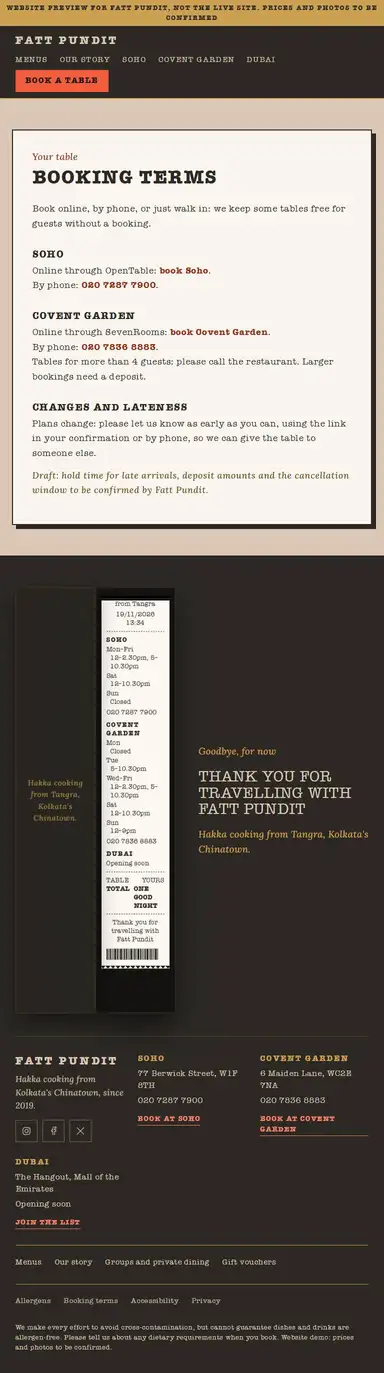 WEBSITE PREVIEW FOR FATT PUNDIT, NOT THE LIVE SITE. PRICES AND PHOTOS TO BE
CONFIRMED
FATT PUNDIT
MENUS OUR STORY SOHO COVENT GARDEN DUBAI
BOOK A TABLE
Your table
BOOKING TERMS
Book online, by phone, or just walk in: we keep some tables free for
guests without a booking.
SOHO
Online through OpenTable: book Soho.
By phone: 020 7287 7900.
COVENT GARDEN
Online through SevenRooms: book Covent Garden.
By phone: 020 7836 8883.
Tables for more than 4 guests: please call the restaurant. Larger
bookings need a deposit.
CHANGES AND LATENESS
Plans change: please let us know as early as you can, using the link
in your confirmation or by phone, so we can give the table to
someone else.
Draft: hold time for late arrivals, deposit amounts and the cancellation
window to be confirmed by Fatt Pundit.
Hakka cooking
from Tangra,
Kolkata's
Chinatown.
from Tangra
19/11/2026
13:34
SOHO
Mon-Fri
12-2.30pm, 5-
10.30pm
Sat
12-10.30pm
Sun
Closed
020 7287 7900
COVENT
GARDEN
Mon
Closed
Tue
5-10.30pm
Wed-Fri
12-2.30pm, 5-
10.30pm
Sat
12-10.30pm
Sun
12-9pm
020 7836 8883
DUBAI
Opening soon
TABLE YOURS
TOTAL ONE
GOOD
NIGHT
Thank you for
travelling with
Fatt Pundit
Goodbye, for now
THANK YOU FOR
TRAVELLING WITH
FATT PUNDIT
Hakka cooking from Tangra, Kolkata's
Chinatown.
FATT PUNDIT
Hakka cooking from
Kolkata's Chinatown, since
2019.
SOHO
77 Berwick Street, W1F
8TH
020 7287 7900
BOOK AT SOHO
COVENT GARDEN
6 Maiden Lane, WC2E
7NA
020 7836 8883
BOOK AT COVENT
GARDEN
DUBAI
The Hangout, Mall of the
Emirates
Opening soon
JOIN THE LIST
Menus Our story Groups and private dining Gift vouchers
Allergens Booking terms Accessibility Privacy
We make every effort to avoid cross-contamination, but cannot guarantee dishes and drinks are
allergen-free. Please tell us about any dietary requirements when you book. Website demo: prices
and photos to be confirmed.